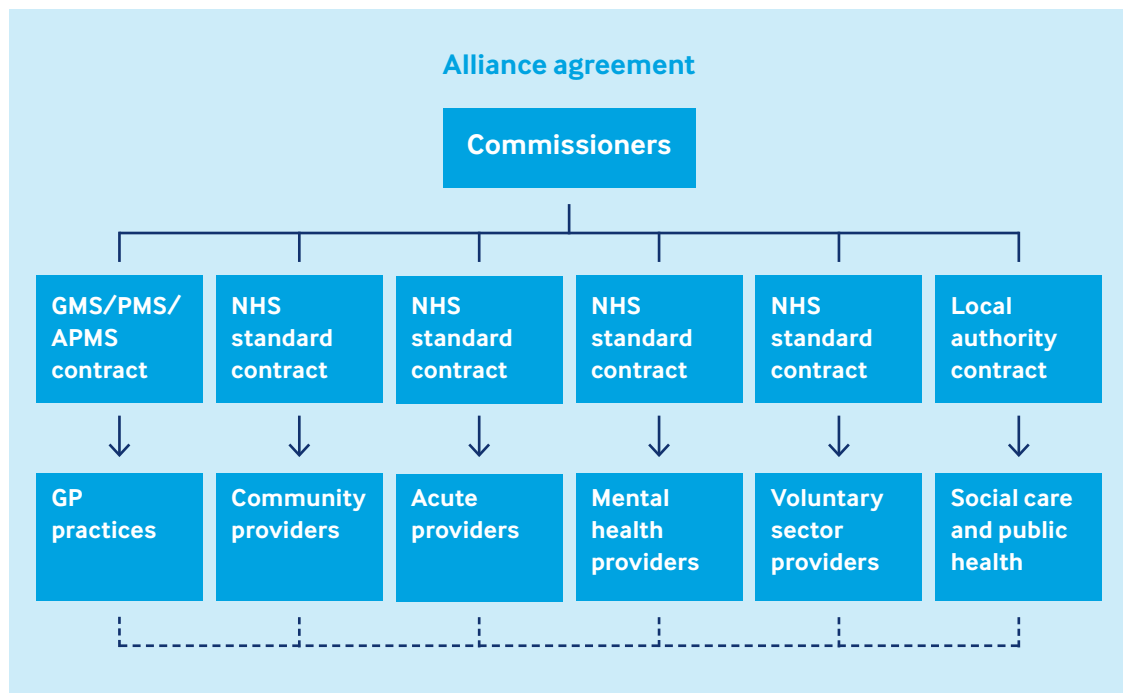 Alliance agreement
Commissioners
GMS/PMS/
APMS
contract
NHS
standard
contract
NHS
standard
contract
NHS
standard
contract
NHS
standard
contract
Local
authority
contract
GP
practices
Community
providers
Acute
providers
Mental
health
providers
Voluntary
sector
providers
Social care
and public
health